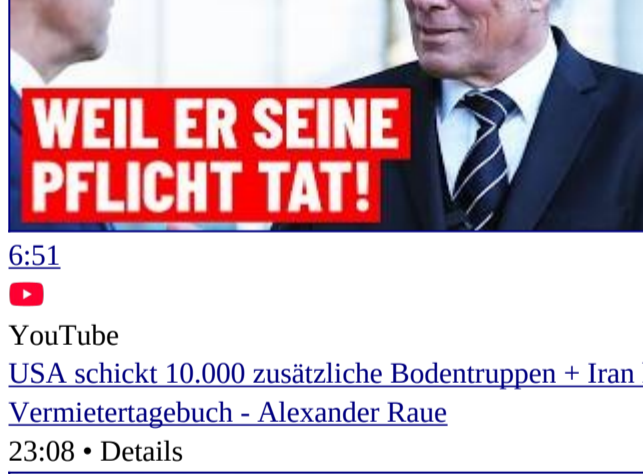 WEIL ER SEINE
PFLICHT TAT!
6:51
YouTube
USA schickt 10.000 zusätzliche Bodentruppen + Iran
Vermietertagebuch - Alexander Raue
23:08 • Details